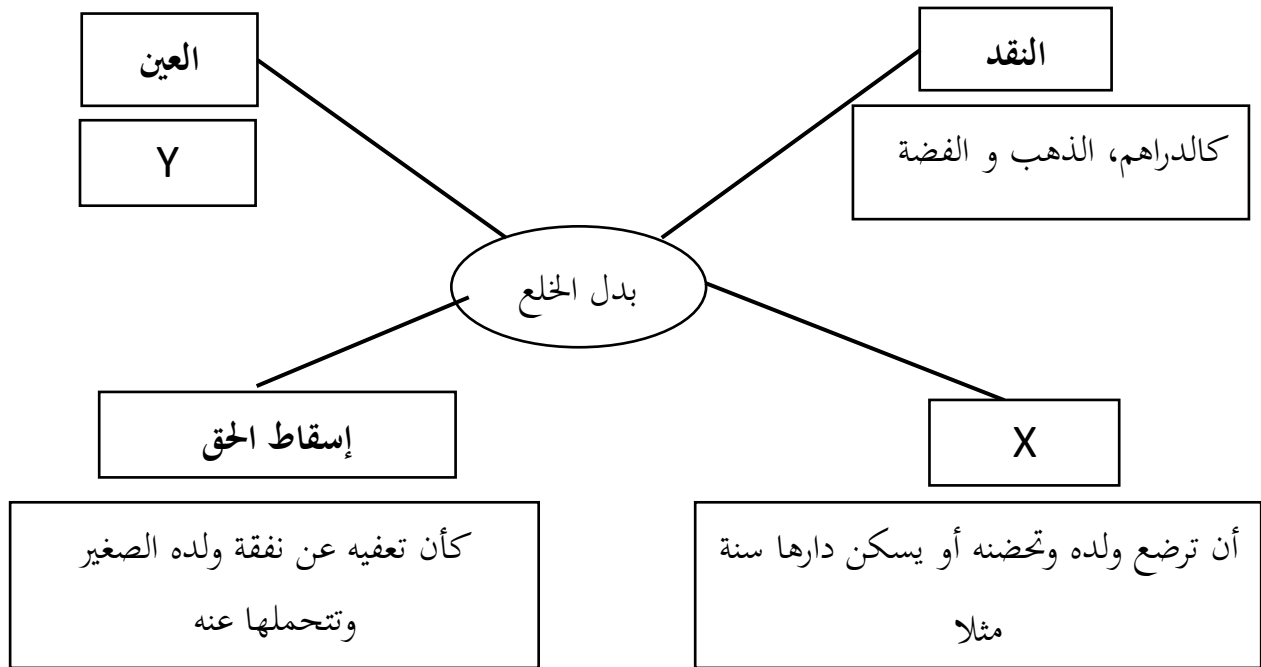 النقد
العين
كالدراهم، الذهب و الفضة
Y
بدل الخلع
إسقاط الحق
X
أن ترضع ولده وتحضنه أو يسكن دارها سنة
مثلا
كأن تعفيه عن نفقة ولده الصغير
وتتحملها عنه